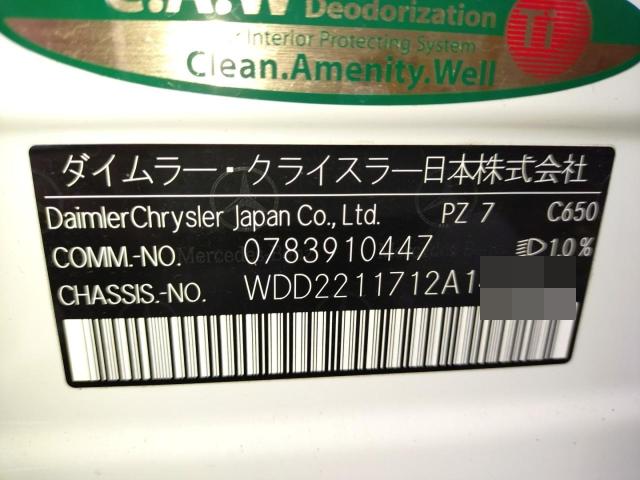 C.A.W Deodorization
Interior Protecting System
Ti
Clean.Amenity.Well
ダイムラー・クライスラー日本株式会社
DaimlerChrysler Japan Co., Ltd. PZ 7 C650
COMM.-NO. 0783910447 1.0%
CHASSIS.-NO. WDD2211712A1